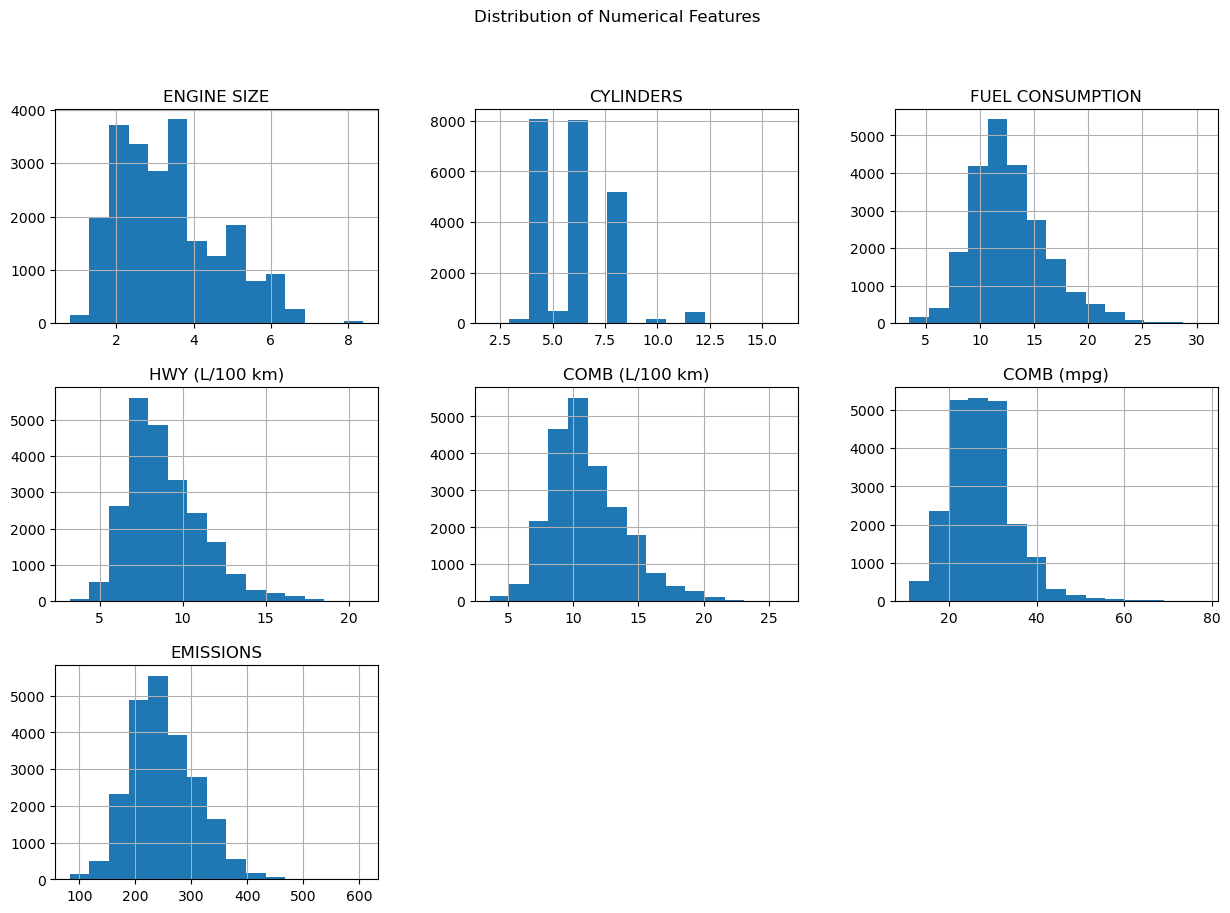 Distribution of Numerical Features
ENGINE SIZE
4000
3000
2000
1000
0
2 4 6 8
CYLINDERS
8000
6000
4000
2000
0
2.5 5.0 7.5 10.0 12.5 15.0
FUEL CONSUMPTION
5000
4000
3000
2000
1000
0
5 10 15 20 25 30
HWY (L/100 km)
5000
4000
3000
2000
1000
0
5 10 15 20
COMB (L/100 km)
5000
4000
3000
2000
1000
0
5 10 15 20 25
COMB (mpg)
5000
4000
3000
2000
1000
0
20 40 60 80
EMISSIONS
5000
4000
3000
2000
1000
0
100 200 300 400 500 600